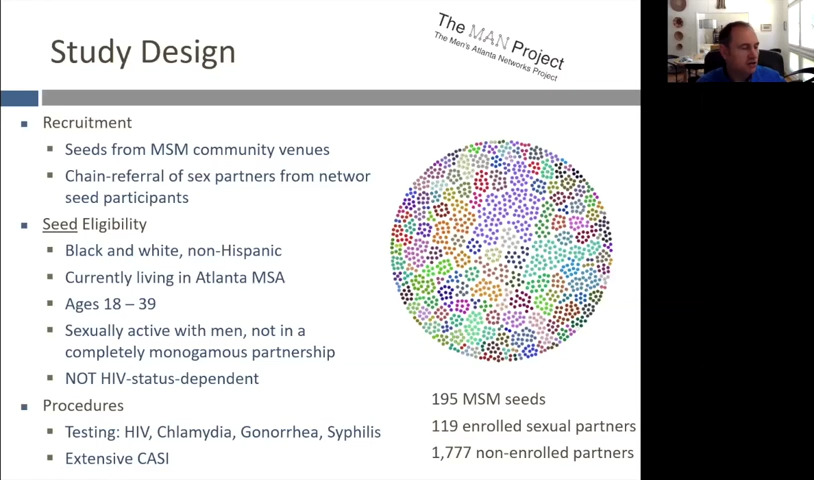 Study Design
The MAN Project
The Men's Atlanta Networks Project
Recruitment
Seeds from MSM community venues
Chain-referral of sex partners from networ
seed participants
Seed Eligibility
Black and white, non-Hispanic
Currently living in Atlanta MSA
Ages 18 – 39
Sexually active with men, not in a
completely monogamous partnership
NOT HIV-status-dependent
Procedures
Testing: HIV, Chlamydia, Gonorrhea, Syphilis
Extensive CASI
195 MSM seeds
119 enrolled sexual partners
1,777 non-enrolled partners